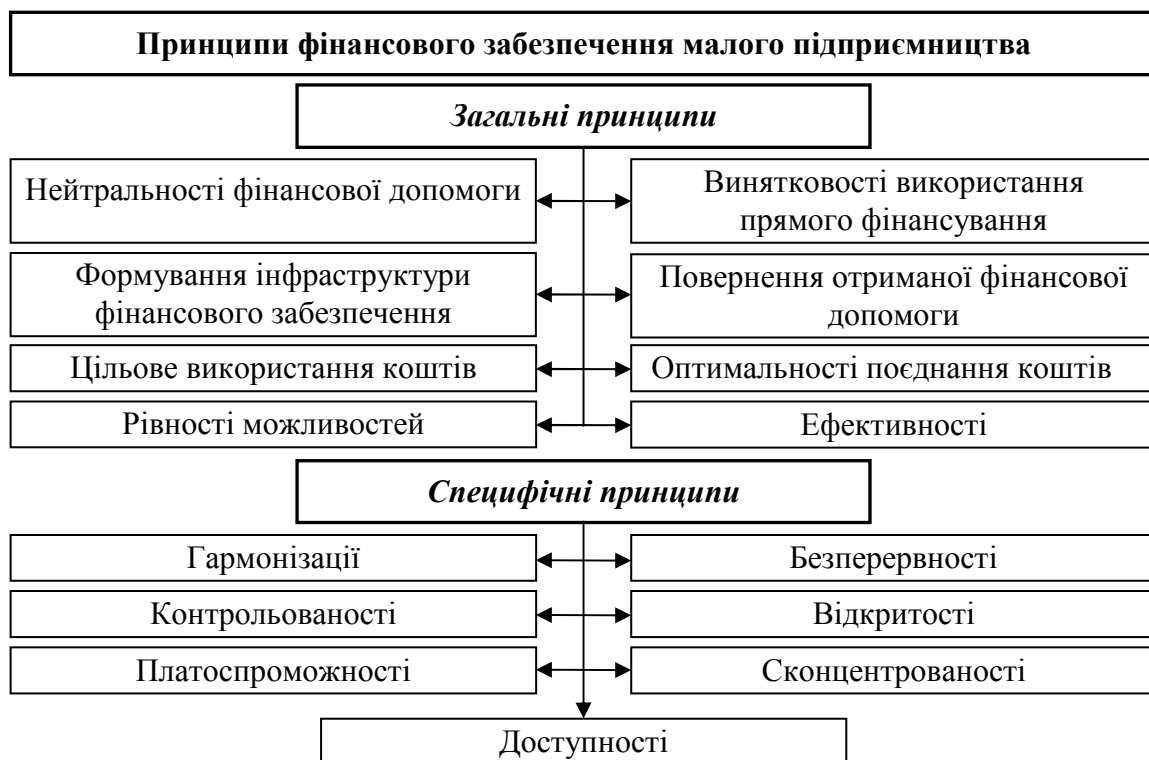 Принципи фінансового забезпечення малого підприємництва
Загальні принципи
Нейтральності фінансової допомоги
Винятковості використання
прямого фінансування
Формування інфраструктури
фінансового забезпечення
Повернення отриманої фінансової
допомоги
Цільове використання коштів
Оптимальності поєднання коштів
Рівності можливостей
Ефективності
Специфічні принципи
Гармонізації
Безперервності
Контрольованості
Відкритості
Платоспроможності
Сконцентрованості
Доступності